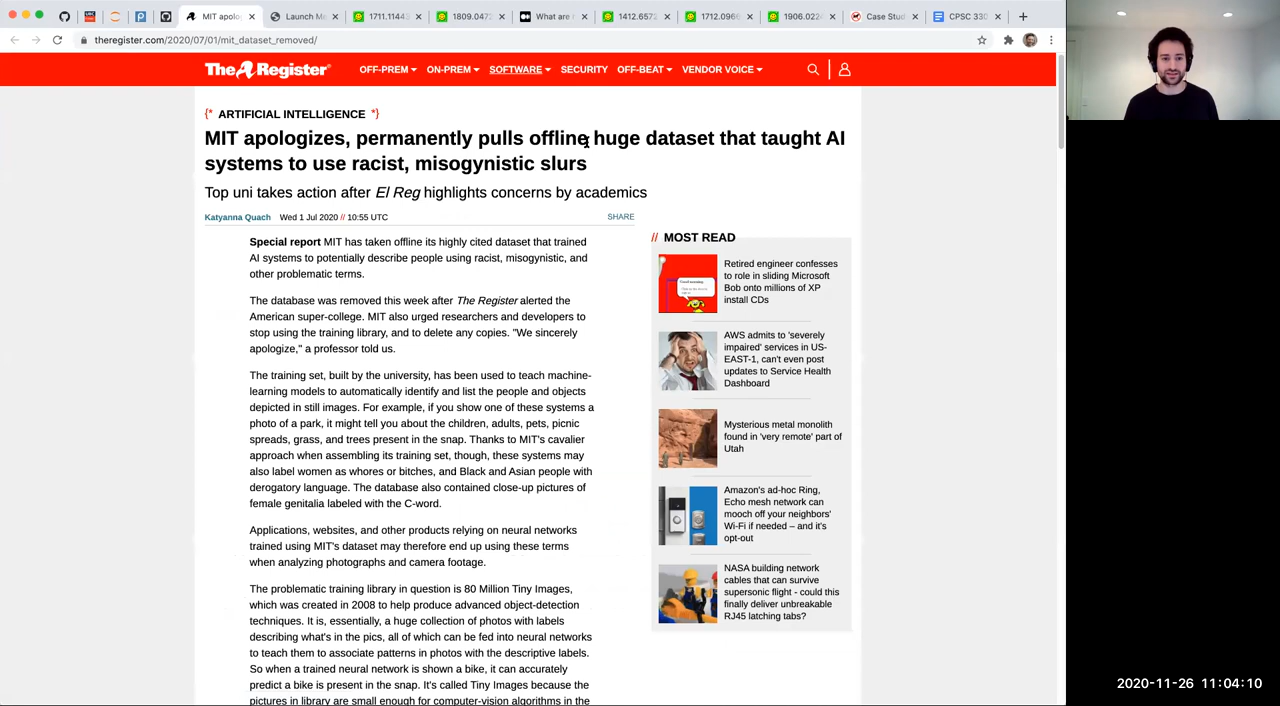 MIT apolo
Launch Me
1711.11443
1809.0472
What are
1412.6572
1712.0966
1906.022
Case Stud
CPSC 330
theregister.com/2020/07/01/mit_dataset_removed/
The Register
OFF-PREM ON-PREM SOFTWARE SECURITY OFF-BEAT VENDOR VOICE
{* ARTIFICIAL INTELLIGENCE *}
MIT apologizes, permanently pulls offline huge dataset that taught AI
systems to use racist, misogynistic slurs
Top uni takes action after El Reg highlights concerns by academics
Katyanna Quach Wed 1 Jul 2020 // 10:55 UTC
SHARE
Special report MIT has taken offline its highly cited dataset that trained
AI systems to potentially describe people using racist, misogynistic, and
other problematic terms.
The database was removed this week after The Register alerted the
American super-college. MIT also urged researchers and developers to
stop using the training library, and to delete any copies. "We sincerely
apologize," a professor told us.
The training set, built by the university, has been used to teach machine-
learning models to automatically identify and list the people and objects
depicted in still images. For example, if you show one of these systems a
photo of a park, it might tell you about the children, adults, pets, picnic
spreads, grass, and trees present in the snap. Thanks to MIT's cavalier
approach when assembling its training set, though, these systems may
also label women as whores or bitches, and Black and Asian people with
derogatory language. The database also contained close-up pictures of
female genitalia labeled with the C-word.
Applications, websites, and other products relying on neural networks
trained using MIT's dataset may therefore end up using these terms
when analyzing photographs and camera footage.
The problematic training library in question is 80 Million Tiny Images,
which was created in 2008 to help produce advanced object-detection
techniques. It is, essentially, a huge collection of photos with labels
describing what's in the pics, all of which can be fed into neural networks
to teach them to associate patterns in photos with the descriptive labels.
So when a trained neural network is shown a bike, it can accurately
predict a bike is present in the snap. It's called Tiny Images because the
pictures in library are small enough for computer-vision algorithms in the
// MOST READ
Retired engineer confesses
to role in sliding Microsoft
Bob onto millions of XP
install CDs
AWS admits to 'severely
impaired' services in US-
EAST-1, can't even post
updates to Service Health
Dashboard
Mysterious metal monolith
found in 'very remote' part of
Utah
Amazon's ad-hoc Ring,
Echo mesh network can
mooch off your neighbors'
Wi-Fi if needed – and it's
opt-out
NASA building network
cables that can survive
supersonic flight - could this
finally deliver unbreakable
RJ45 latching tabs?
2020-11-26 11:04:10